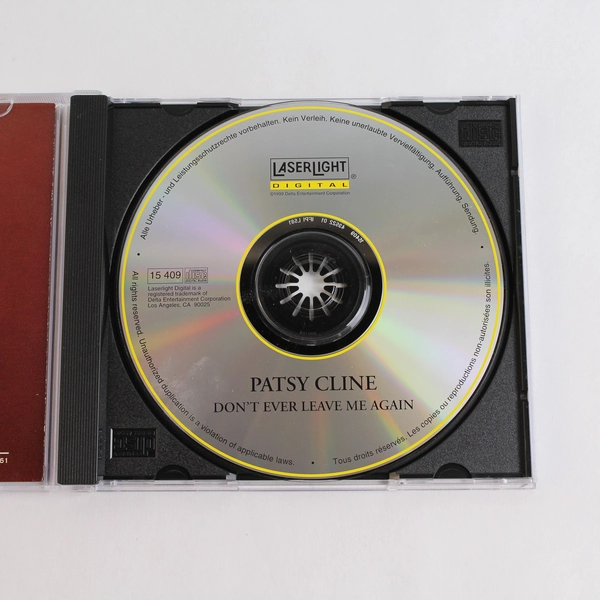 LASERLIGHT
DIGITAL
Alle Urheber- und Leistungsschutzrechte vorbehalten. Kein Verleih. Keine unerlaubte Vervielfältigung, Aufführung, Sendung.
15 409
Laserlight Digital is a
registered trademark of
Delta Entertainment Corporation
Los Angeles, CA 90025
PATSY CLINE
DON'T EVER LEAVE ME AGAIN
All rights reserved. Unauthorized duplication is a violation of applicable laws.
Tous droits réservés. Les copies ou reproductions non-autorisées son illicites.
61